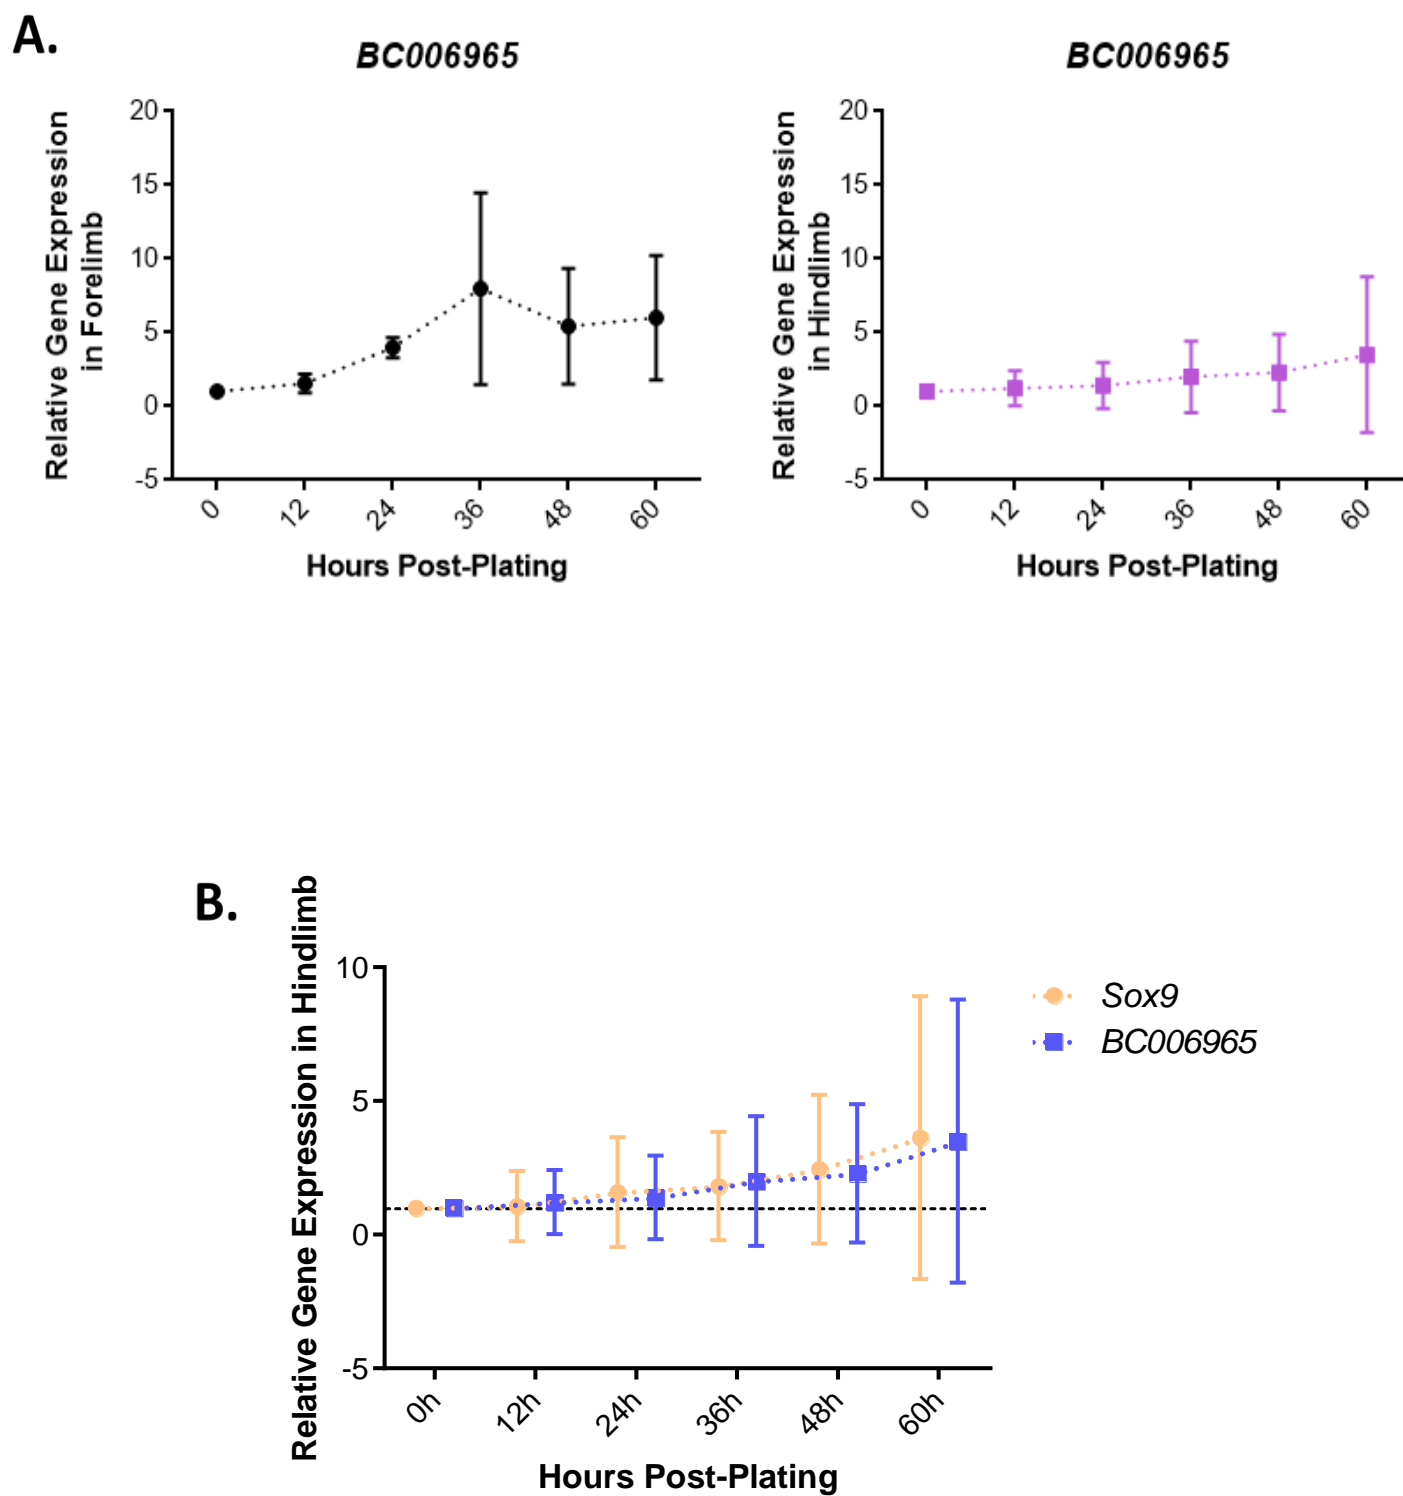 A.
BC006965
Relative Gene Expression
in Forelimb
20
15
10
5
0
-5
0
12
24
36
48
60
Hours Post-Plating
BC006965
Relative Gene Expression
in Hindlimb
20
15
10
5
0
-5
0
12
24
36
48
60
Hours Post-Plating
B.
Relative Gene Expression in Hindlimb
10
5
0
-5
0h
12h
24h
36h
48h
60h
Hours Post-Plating
Sox9
BC006965